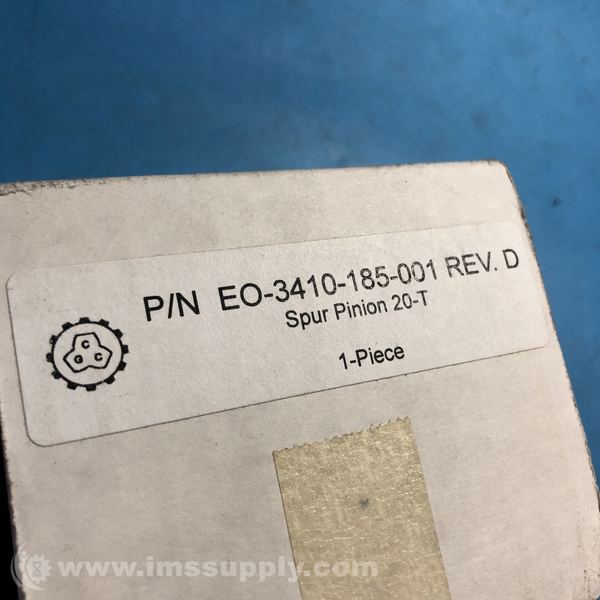 P/N EO-3410-185-001 REV. D
Spur Pinion 20-T
1-Piece
C
G C
www.imssupply.com